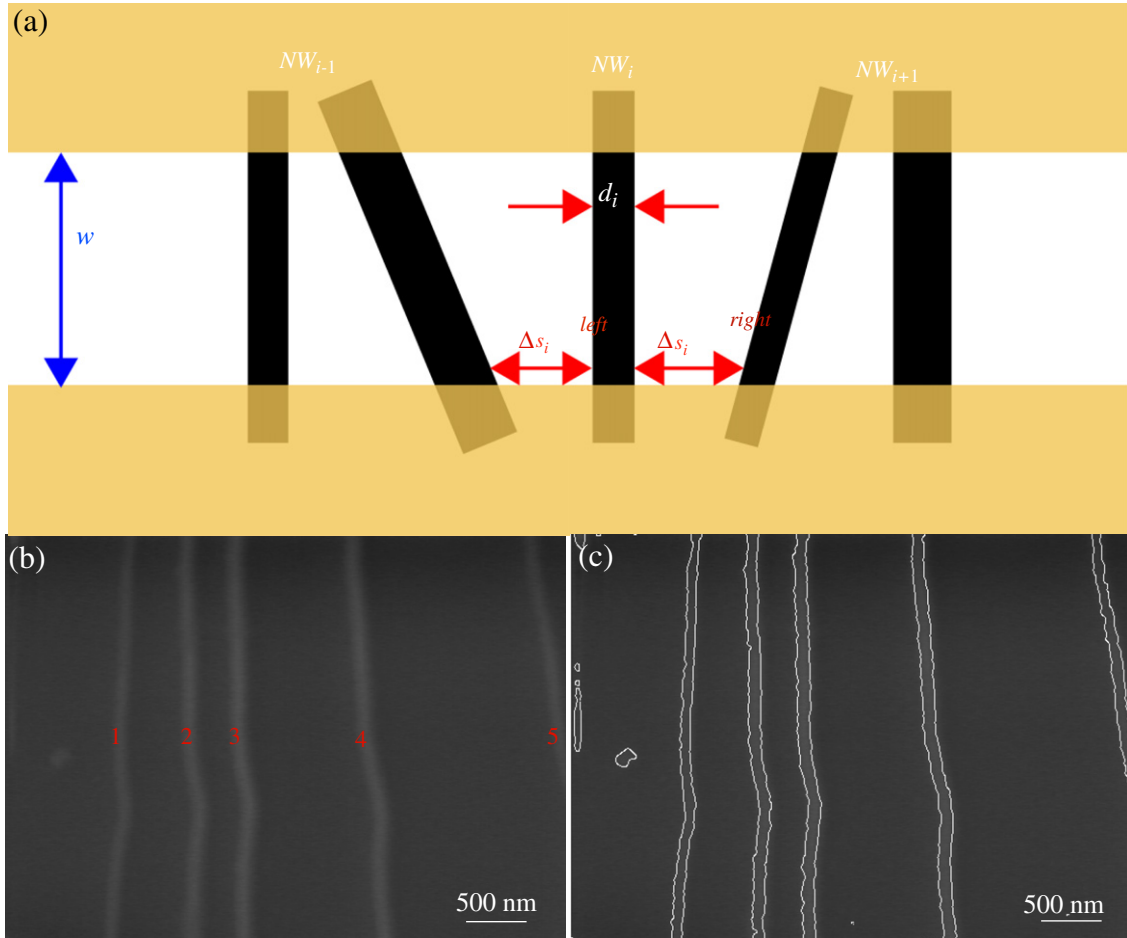 (a)
NWi-1 NWi NWi+1
di
w
left right
Δsi Δsi
(b) (c)
1 2 3 4 5
500 nm 500 nm